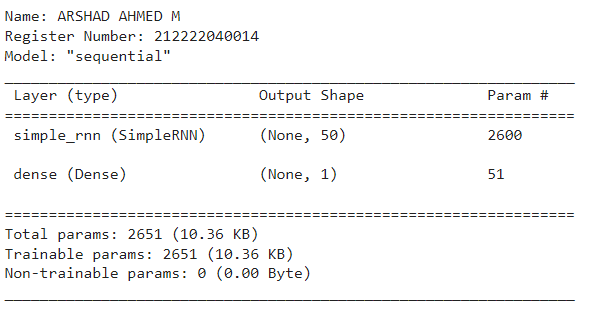 Name: ARSHAD AHMED M
Register Number: 212222040014
Model: "sequential"
_________________________________________________________________
Layer (type) Output Shape Param #
=================================================================
simple_rnn (SimpleRNN) (None, 50) 2600
dense (Dense) (None, 1) 51
=================================================================
Total params: 2651 (10.36 KB)
Trainable params: 2651 (10.36 KB)
Non-trainable params: 0 (0.00 Byte)
_________________________________________________________________